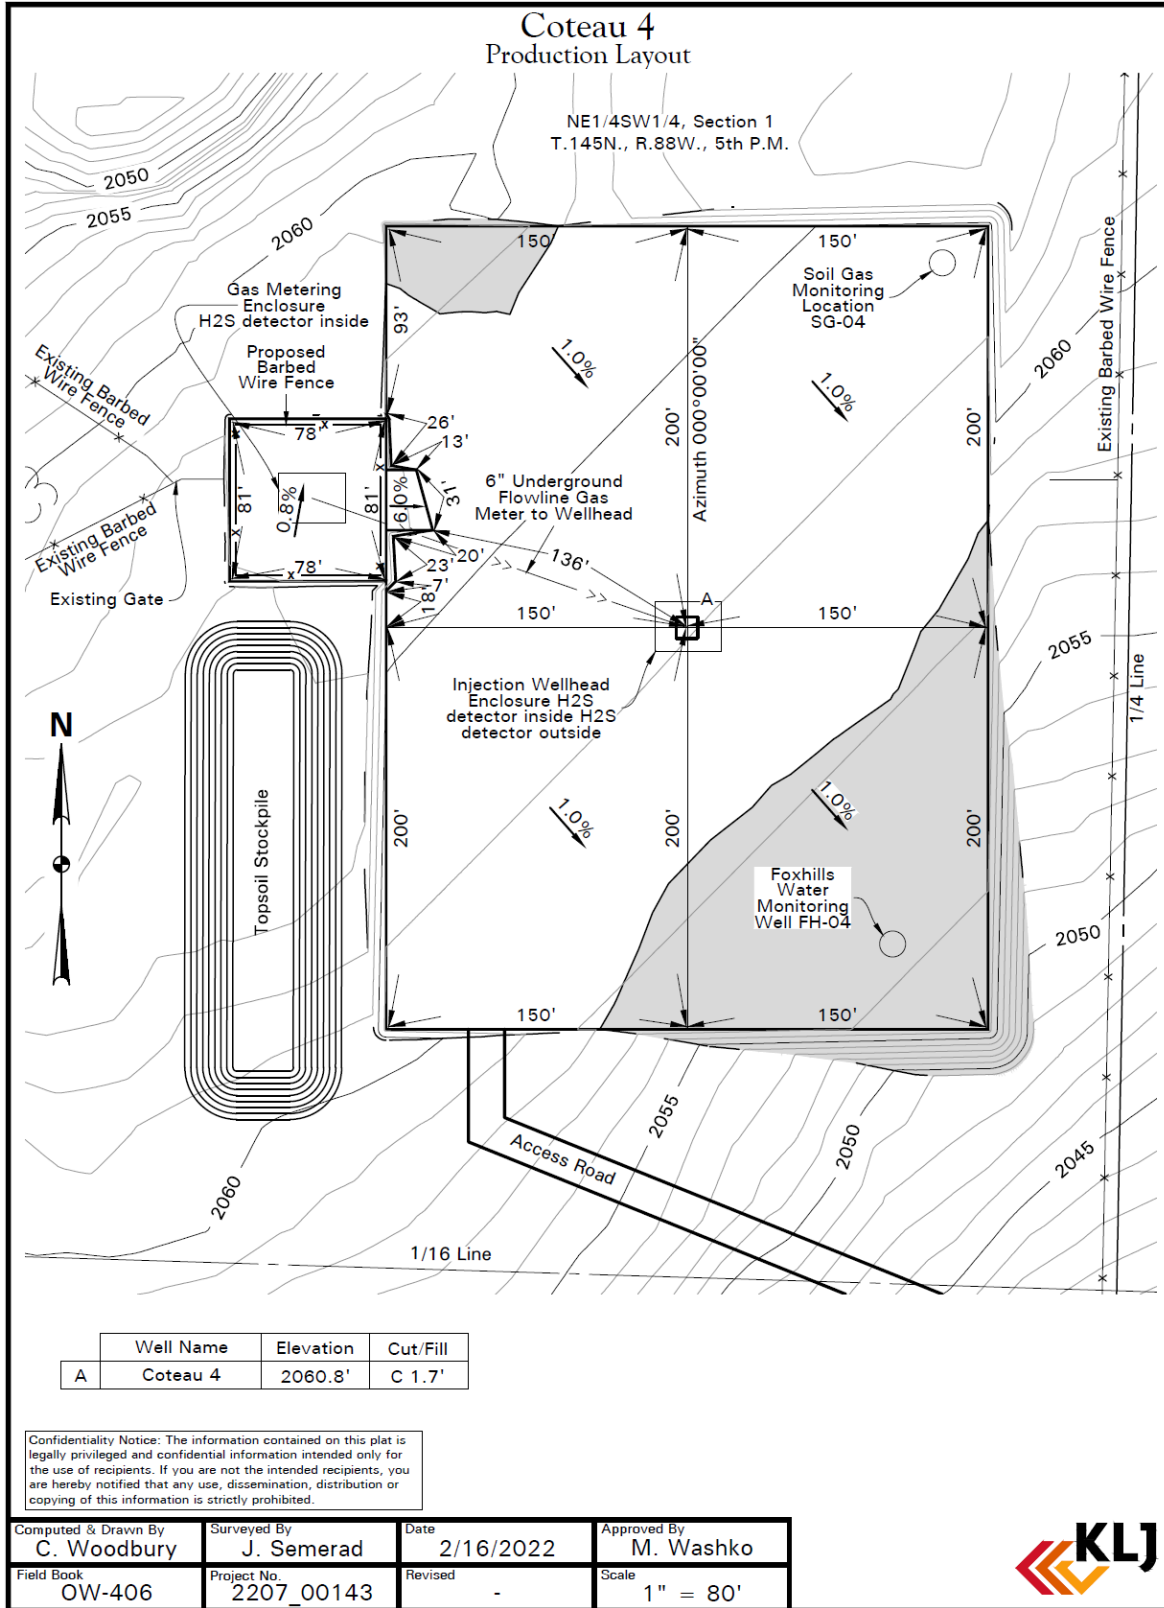 Coteau 4
Production Layout
NE1/4SW1/4, Section 1
T.145N., R.88W., 5th P.M.
2050
2055
2060
150'
150'
Soil Gas
Monitoring
Location
SG-04
Gas Metering
Enclosure
H2S detector inside
Proposed
Barbed
Wire Fence
Existing Barbed
Wire Fence
Existing Barbed
Wire Fence
Existing Gate
93'
1.0%
1.0%
Azimuth 000°00'00"
200'
200'
2060
Existing Barbed Wire Fence
78'
81'
81'
0.8%
78'
26'
13'
31'
6.0%
20'
23'
7'
18'
6" Underground
Flowline Gas
Meter to Wellhead
136'
A
150'
150'
2055
1/4 Line
Injection Wellhead
Enclosure H2S
detector inside H2S
detector outside
N
Topsoil Stockpile
200'
1.0%
200'
1.0%
200'
Foxhills
Water
Monitoring
Well FH-04
2050
150'
150'
2055
2050
2045
Access Road
2060
1/16 Line
Well Name Elevation Cut/Fill
A Coteau 4 2060.8' C 1.7'
Confidentiality Notice: The information contained on this plat is
legally privileged and confidential information intended only for
the use of recipients. If you are not the intended recipients, you
are hereby notified that any use, dissemination, distribution or
copying of this information is strictly prohibited.
Computed & Drawn By
C. Woodbury
Surveyed By
J. Semerad
Date
2/16/2022
Approved By
M. Washko
Field Book
OW-406
Project No.
2207_00143
Revised
-
Scale
1" = 80'
KLJ